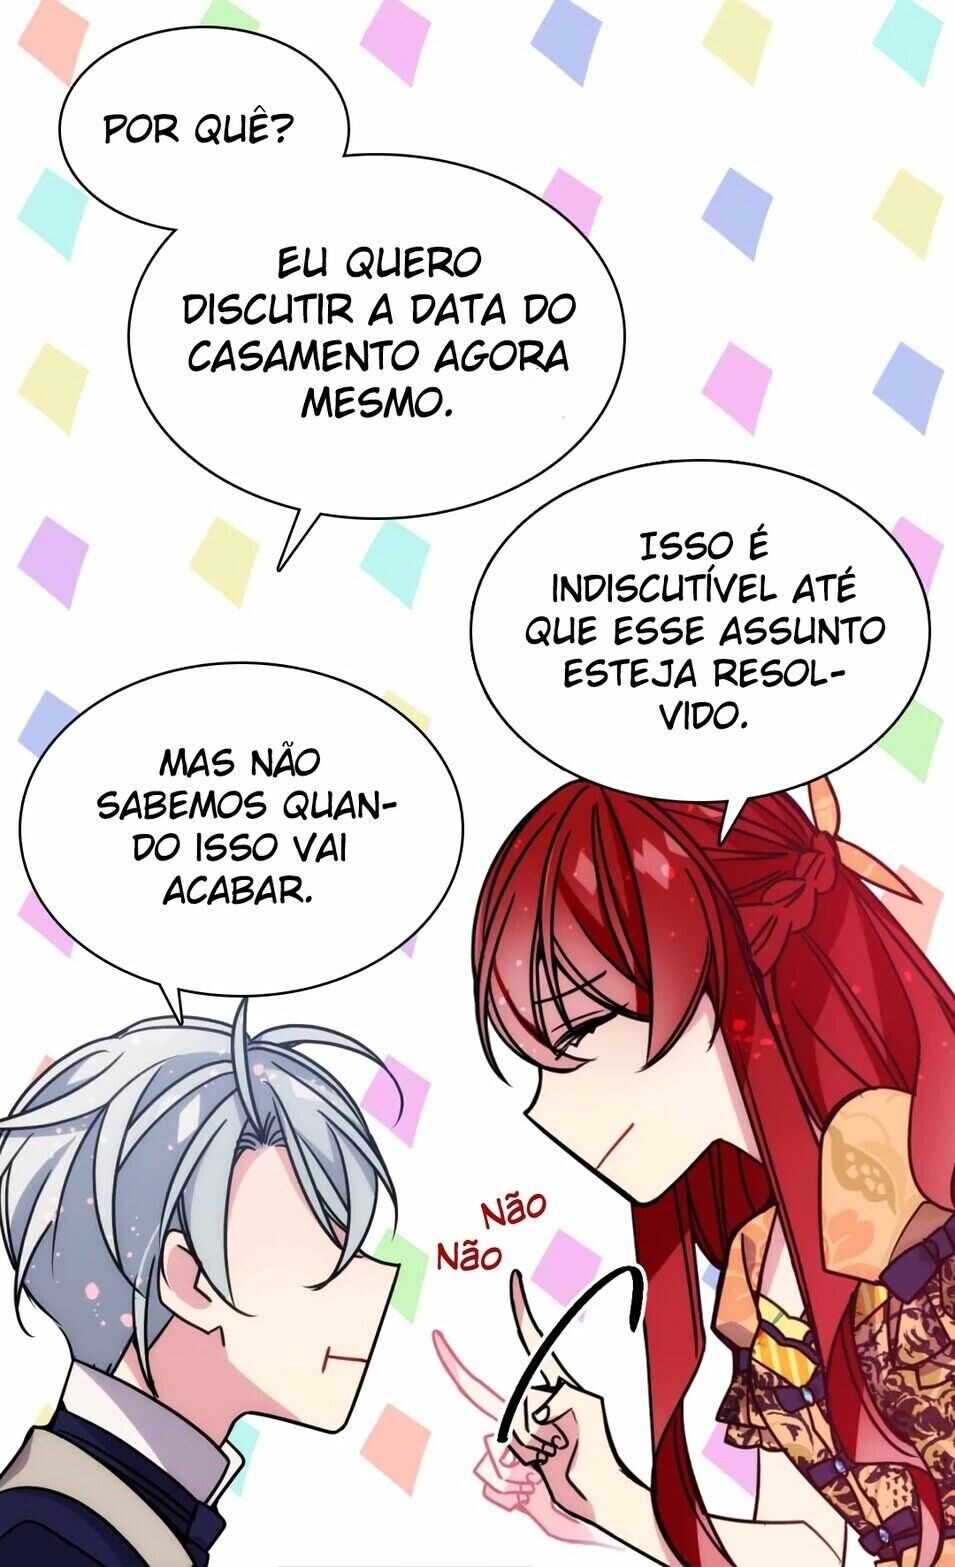 POR QUÊ?
EU QUERO
DISCUTIR A DATA DO
CASAMENTO AGORA
MESMO.
ISSO É
INDISCUTÍVEL ATÉ
QUE ESSE ASSUNTO
ESTEJA RESOL-
VIDO.
MAS NÃO
SABEMOS QUAN-
DO ISSO VAI
ACABAR.
Não
Não